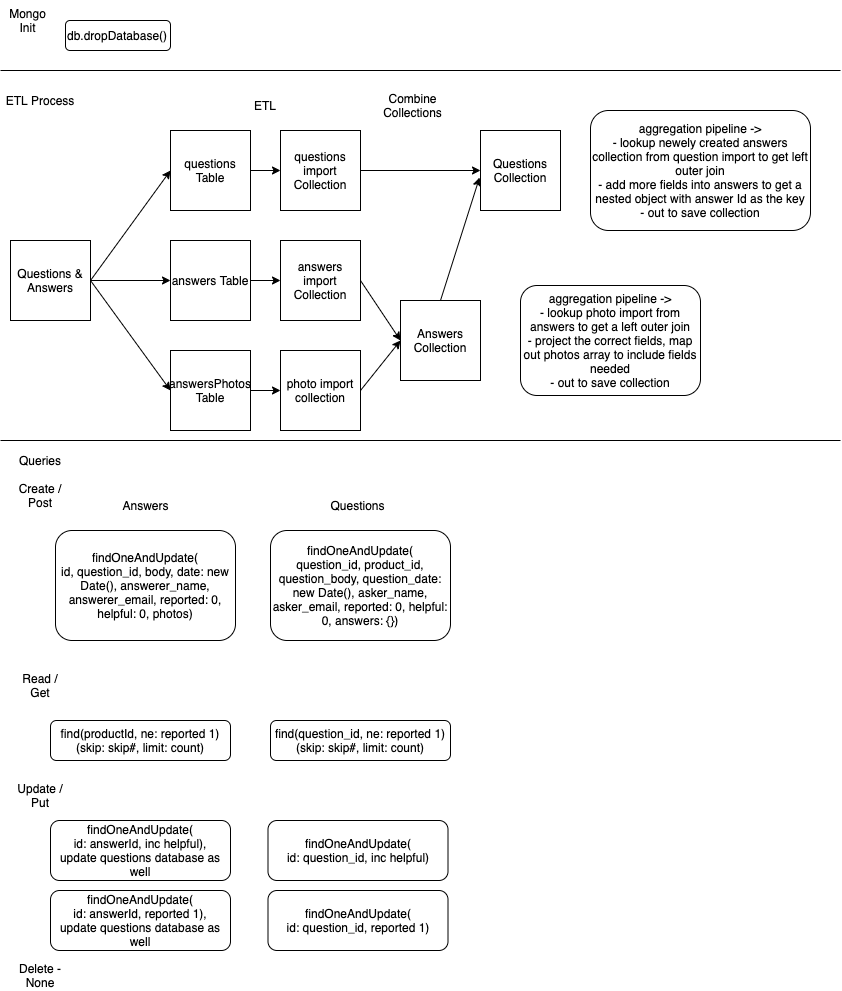 Mongo
Init
db.dropDatabase()
ETL Process
ETL
Combine
Collections
questions
Table
questions
import
Collection
Questions
Collection
aggregation pipeline ->
- lookup newely created answers
collection from question import to get left
outer join
- add more fields into answers to get a
nested object with answer Id as the key
- out to save collection
Questions &
Answers
answers Table
answers
import
Collection
Answers
Collection
aggregation pipeline ->
- lookup photo import from
answers to get a left outer join
- project the correct fields, map
out photos array to include fields
needed
- out to save collection
answersPhotos
Table
photo import
collection
Queries
Create /
Post
Answers
Questions
findOneAndUpdate(
id, question_id, body, date: new
Date(), answerer_name,
answerer_email, reported: 0,
helpful: 0, photos)
findOneAndUpdate(
question_id, product_id,
question_body, question_date:
new Date(), asker_name,
asker_email, reported: 0, helpful:
0, answers: {})
Read /
Get
find(productId, ne: reported 1)
(skip: skip#, limit: count)
find(question_id, ne: reported 1)
(skip: skip#, limit: count)
Update /
Put
findOneAndUpdate(
id: answerId, inc helpful),
update questions database as
well
findOneAndUpdate(
id: question_id, inc helpful)
findOneAndUpdate(
id: answerId, reported 1),
update questions database as
well
findOneAndUpdate(
id: question_id, reported 1)
Delete -
None